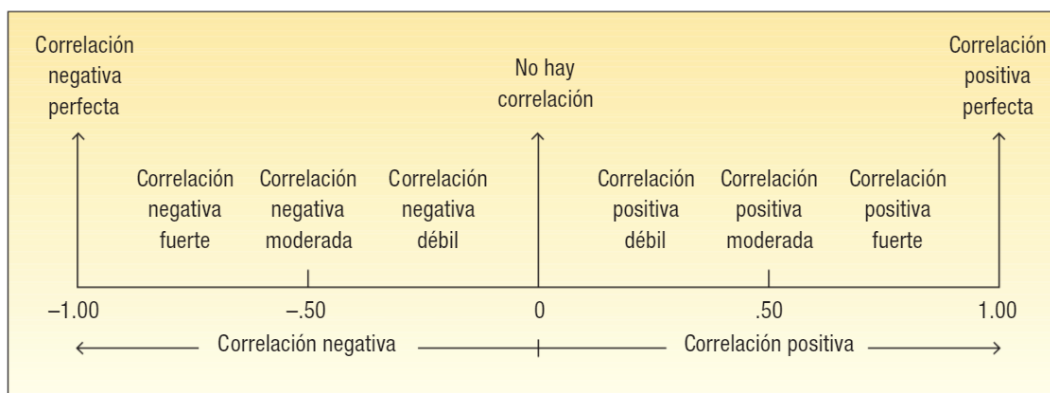 Correlación
negativa
perfecta
No hay
correlación
Correlación
positiva
perfecta
Correlación
negativa
fuerte
Correlación
negativa
moderada
Correlación
negativa
débil
Correlación
positiva
débil
Correlación
positiva
moderada
Correlación
positiva
fuerte
–1.00
–.50
0
.50
1.00
Correlación negativa
Correlación positiva